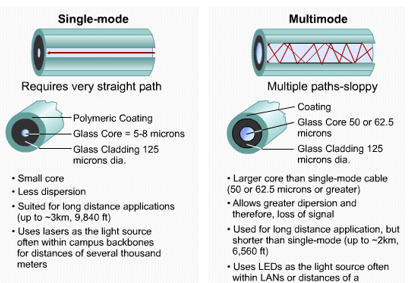 Single-mode
Requires very straight path
Polymeric Coating
Glass Core = 5-8 microns
Glass Cladding 125
microns dia.
• Small core
• Less dispersion
• Suited for long distance applications
(up to ~3km, 9,840 ft)
• Uses lasers as the light source
often within campus backbones
for distances of several thousand
meters
Multimode
Multiple paths-sloppy
Coating
Glass Core 50 or 62.5
microns
Glass Cladding 125
microns dia.
• Larger core than single-mode cable
(50 or 62.5 microns or greater)
• Allows greater dipersion and
therefore, loss of signal
• Used for long distance application, but
shorter than single-mode (up to ~2km,
6,560 ft)
• Uses LEDs as the light source often
within LANs or distances of a